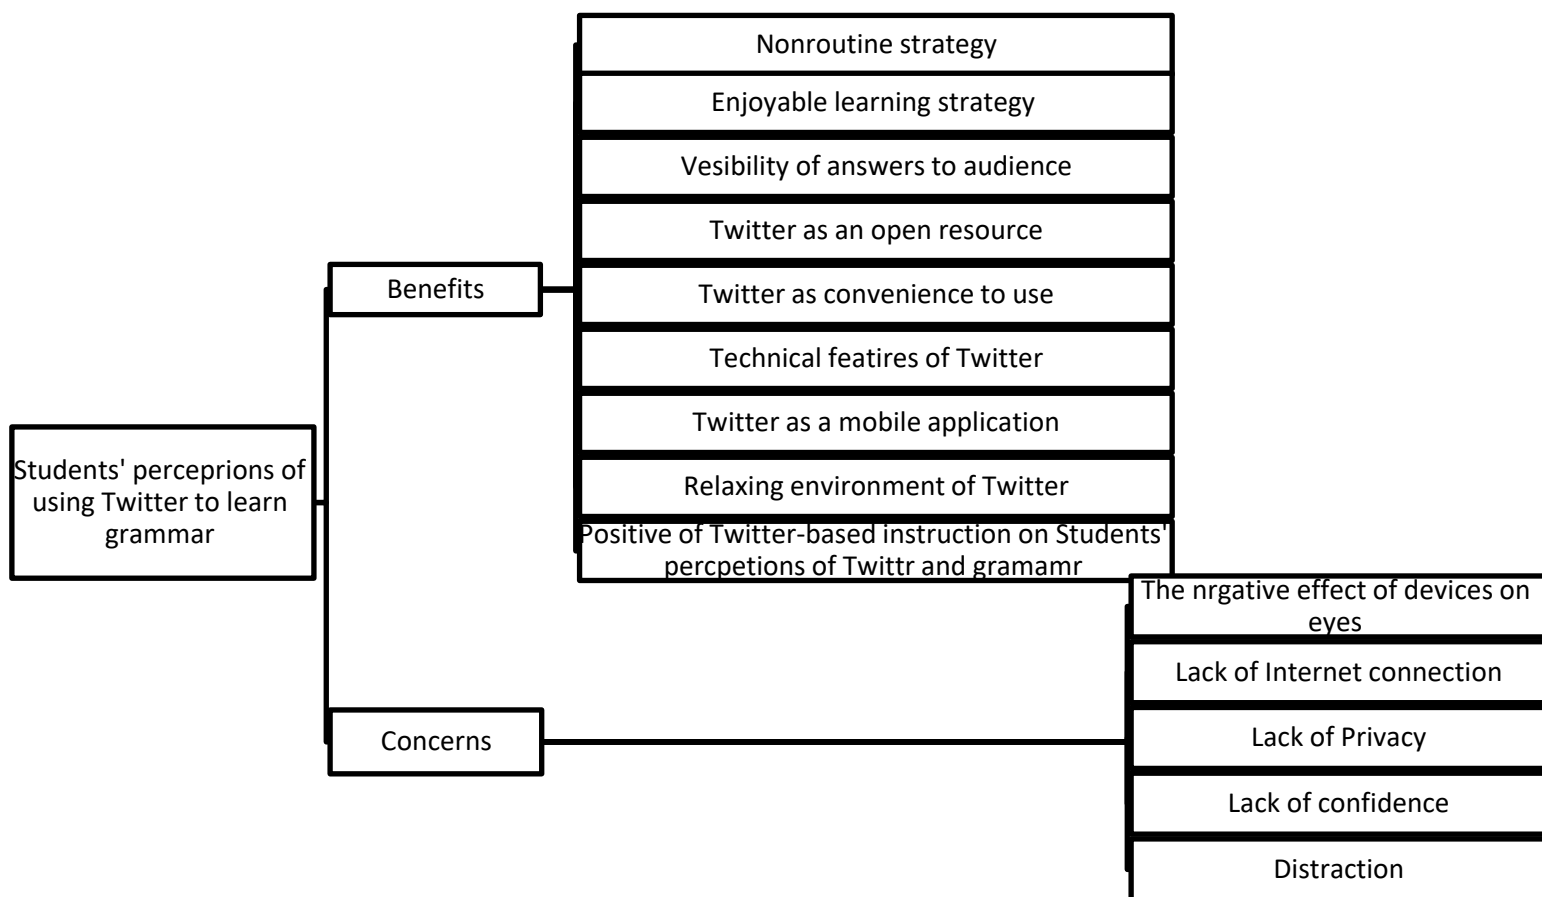 Nonroutine strategy
Enjoyable learning strategy
Vesibility of answers to audience
Twitter as an open resource
Benefits
Twitter as convenience to use
Technical featires of Twitter
Twitter as a mobile application
Students' perceprions of
using Twitter to learn
grammar
Relaxing environment of Twitter
Positive of Twitter-based instruction on Students'
percpetions of Twittr and gramamr
The nrgative effect of devices on
eyes
Lack of Internet connection
Concerns
Lack of Privacy
Lack of confidence
Distraction